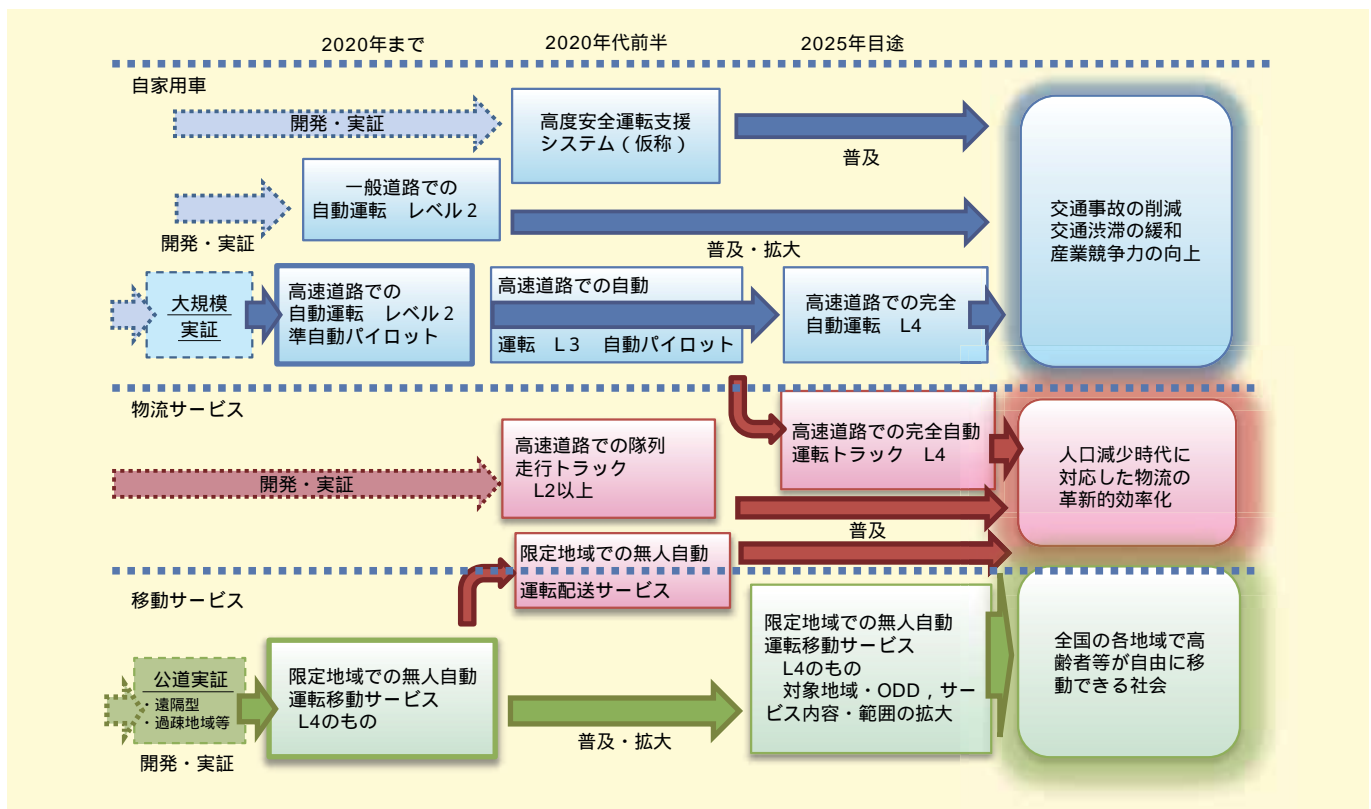 2020年まで
2020年代前半
2025年目途
自家用車
開発・実証
高度安全運転支援
システム（仮称）
普及
一般道路での
自動運転　レベル２
開発・実証
普及・拡大
交通事故の削減
交通渋滞の緩和
産業競争力の向上
大規模
実証
高速道路での
自動運転　レベル２
準自動パイロット
高速道路での自動
運転　Ｌ３　自動パイロット
高速道路での完全
自動運転　L4
物流サービス
開発・実証
高速道路での隊列
走行トラック
L2以上
高速道路での完全自動
運転トラック　L4
普及
人口減少時代に
対応した物流の
革新的効率化
限定地域での無人自動
運転配送サービス
移動サービス
公道実証
・遠隔型
・過疎地域等
開発・実証
限定地域での無人自動
運転移動サービス
L4のもの
普及・拡大
限定地域での無人自動
運転移動サービス
L4のもの
対象地域・ODD，サー
ビス内容・範囲の拡大
全国の各地域で高
齢者等が自由に移
動できる社会